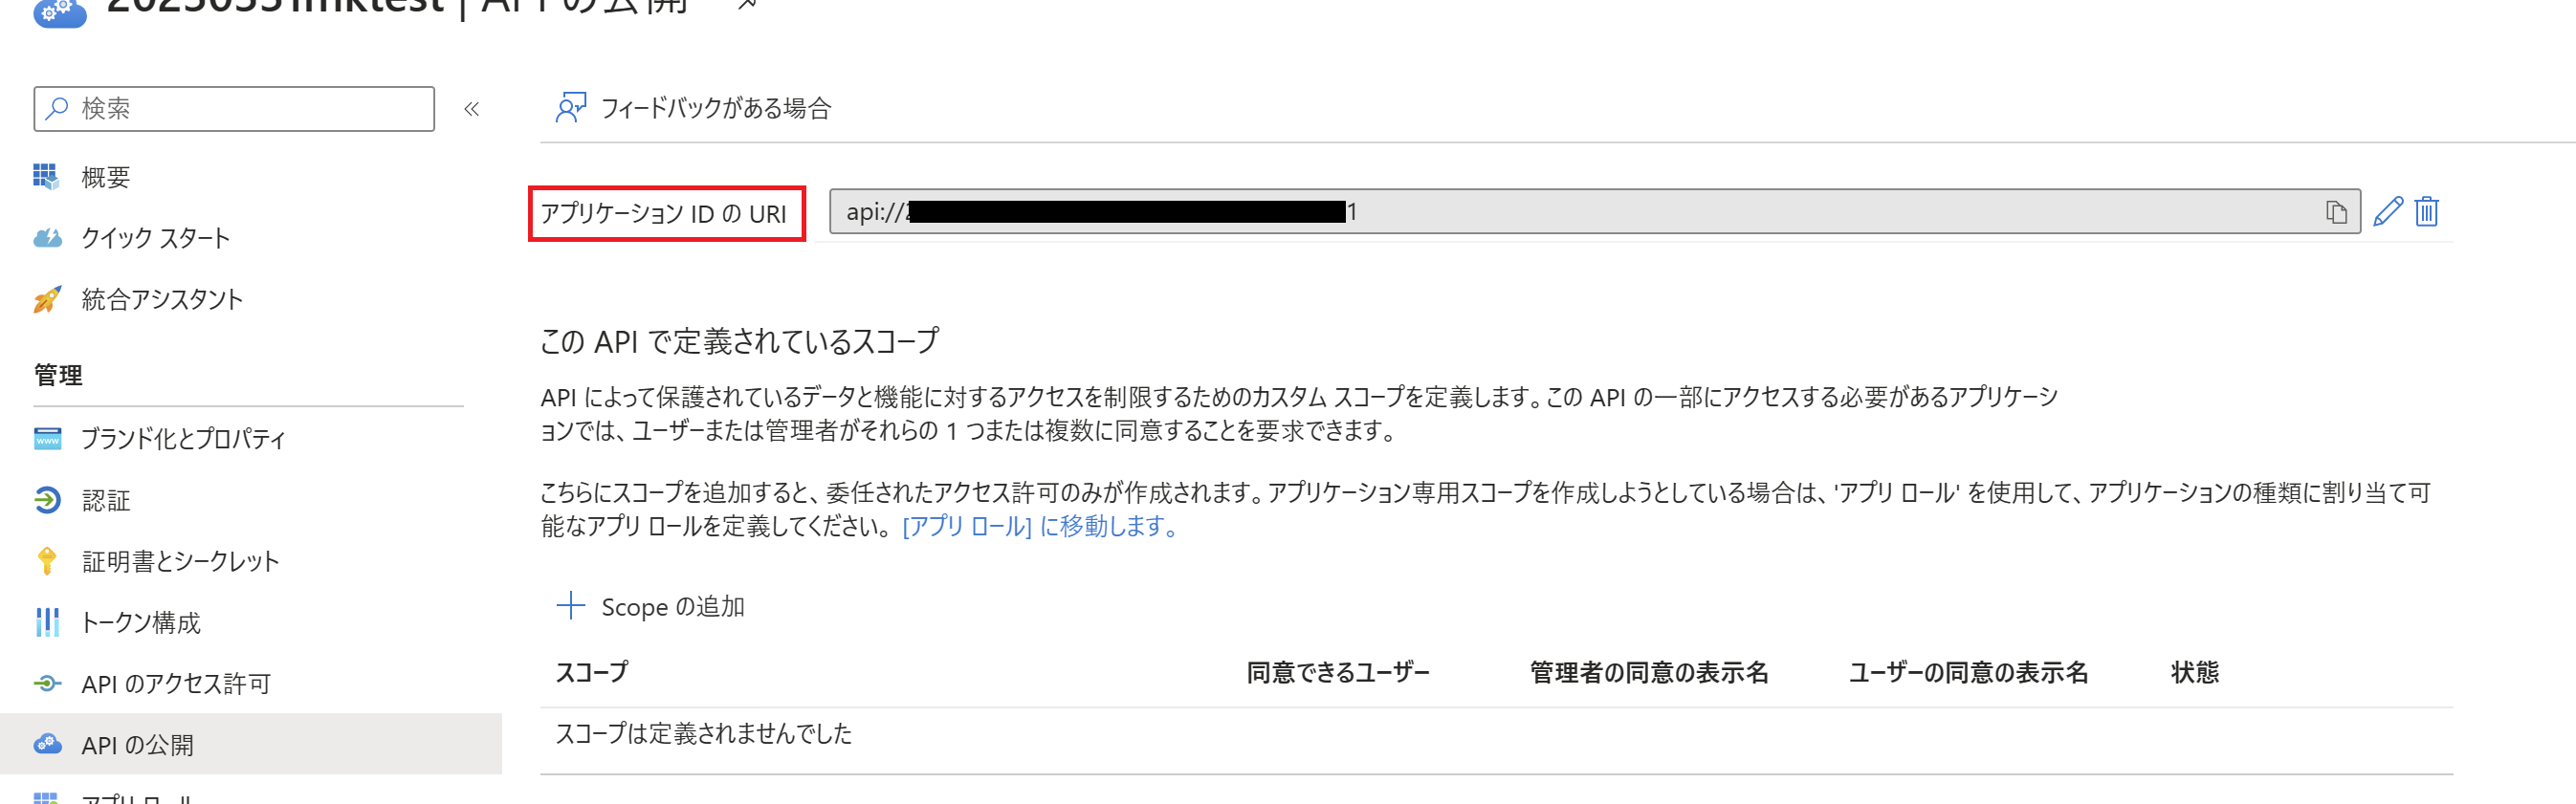 | API の公開
検索
«
フィードバックがある場合
概要
クイック スタート
統合アシスタント
管理
ブランド化とプロパティ
認証
証明書とシークレット
トークン構成
API のアクセス許可
API の公開
アプリ ロール
アプリケーション ID の URI
api://2 1
この API で定義されているスコープ
API によって保護されているデータと機能に対するアクセスを制限するためのカスタム スコープを定義します。この API の一部にアクセスする必要があるアプリケーシ
ョンでは、ユーザーまたは管理者がそれらの 1 つまたは複数に同意することを要求できます。
こちらにスコープを追加すると、委任されたアクセス許可のみが作成されます。アプリケーション専用スコープを作成しようとしている場合は、'アプリ ロール' を使用して、アプリケーションの種類に割り当て可
能なアプリ ロールを定義してください。 [アプリ ロール] に移動します。
Scope の追加
スコープ 同意できるユーザー 管理者の同意の表示名 ユーザーの同意の表示名 状態
スコープは定義されませんでした